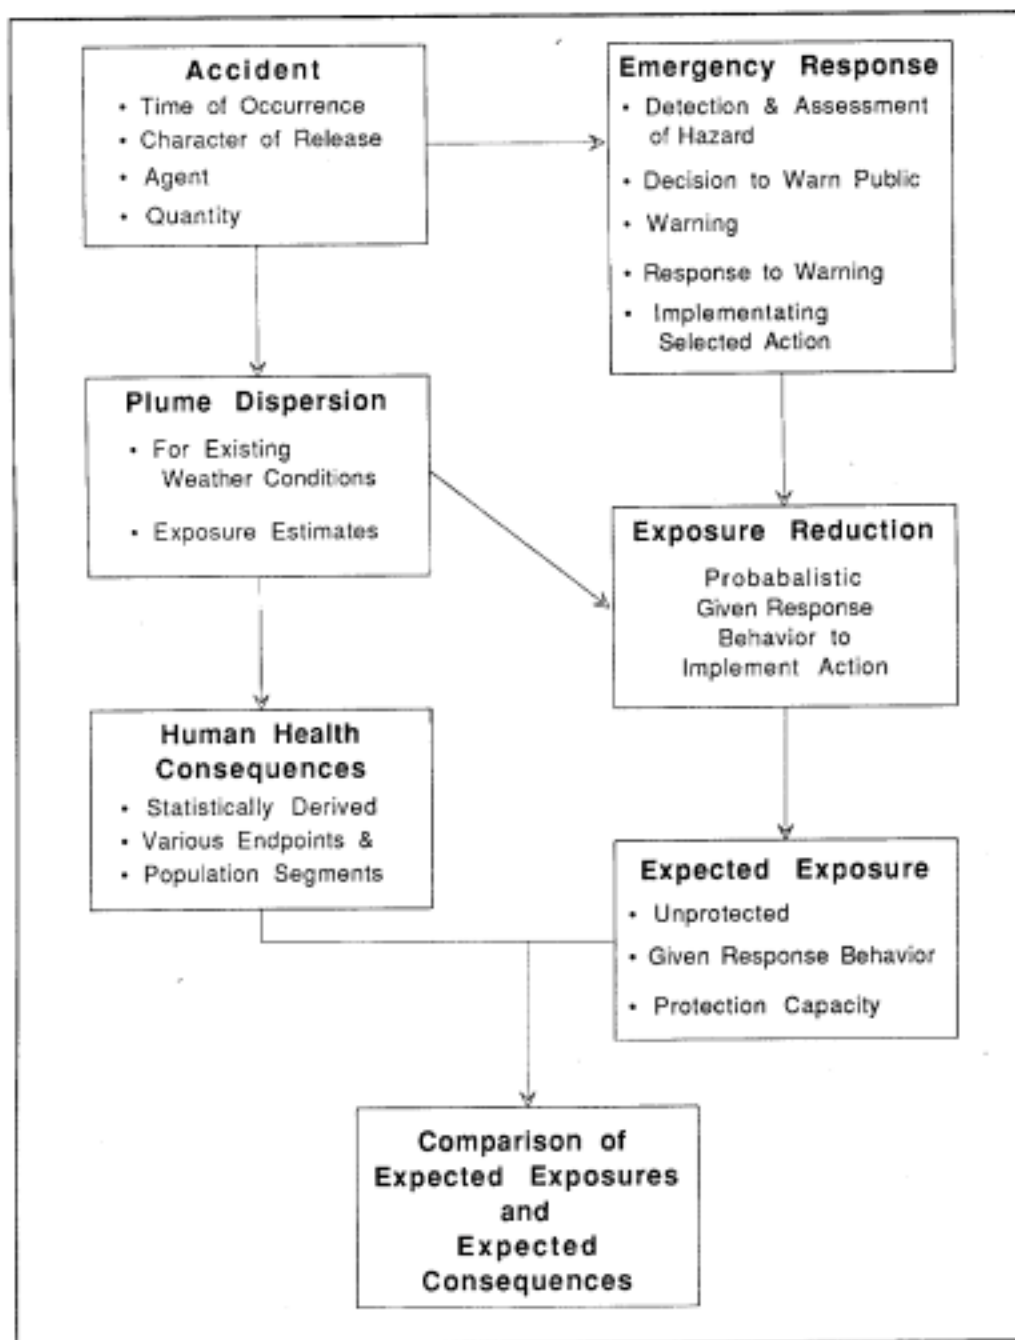 Accident
• Time of Occurrence
• Character of Release
• Agent
• Quantity
Emergency Response
• Detection & Assessment
of Hazard
• Decision to Warn Public
• Warning
• Response to Warning
• Implementating
Selected Action
Plume Dispersion
• For Existing
Weather Conditions
• Exposure Estimates
Exposure Reduction
Probabalistic
Given Response
Behavior to
Implement Action
Human Health
Consequences
• Statistically Derived
• Various Endpoints &
• Population Segments
Expected Exposure
• Unprotected
• Given Response Behavior
• Protection Capacity
Comparison of
Expected Exposures
and
Expected
Consequences